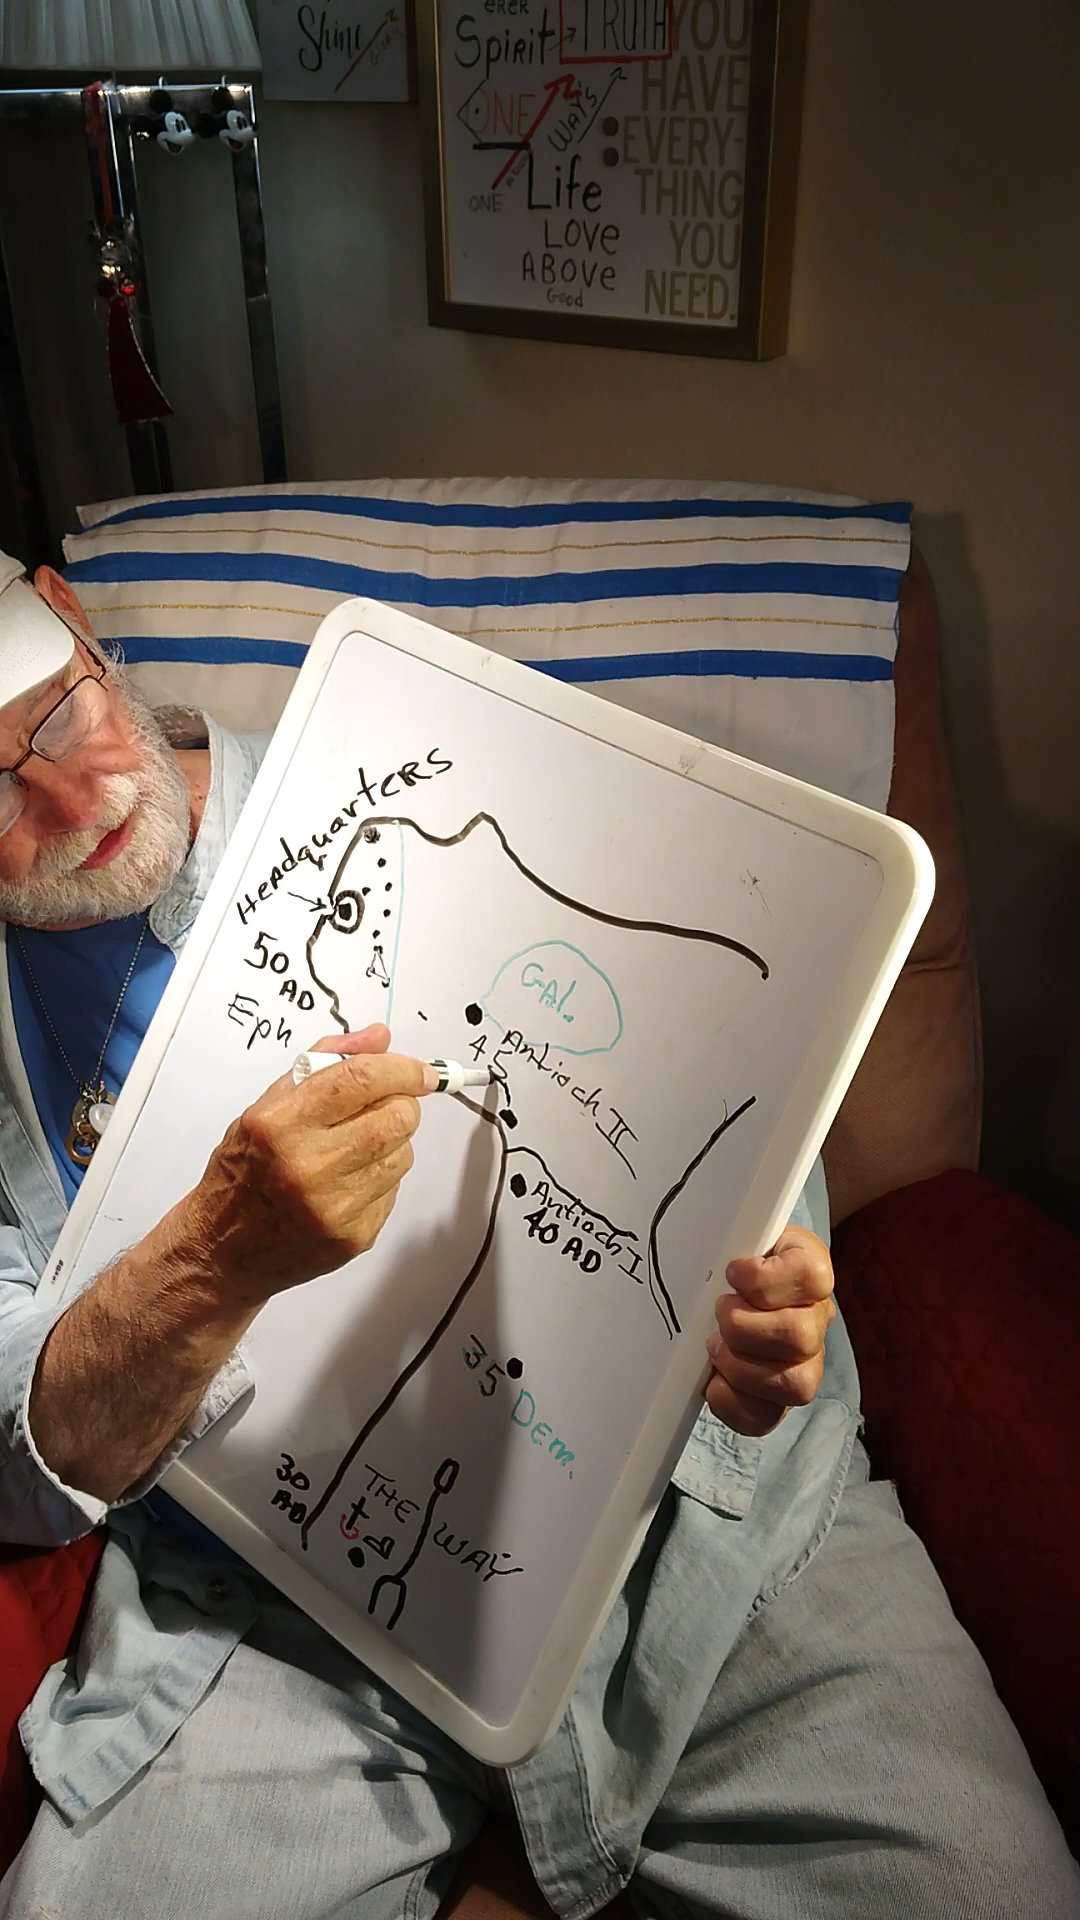 Shine
ERER
Spirit → TRUTH
ONE
WAYS
ONE
Life
LOVE
ABOVE
Good
YOU
HAVE
EVERY-
THING
YOU
NEED.
HeadquARTERS
50
AD
Eph
GAL.
45
Antioch II
Antioch I
40 AD
35
Dem.
30
AD
THE
WAY